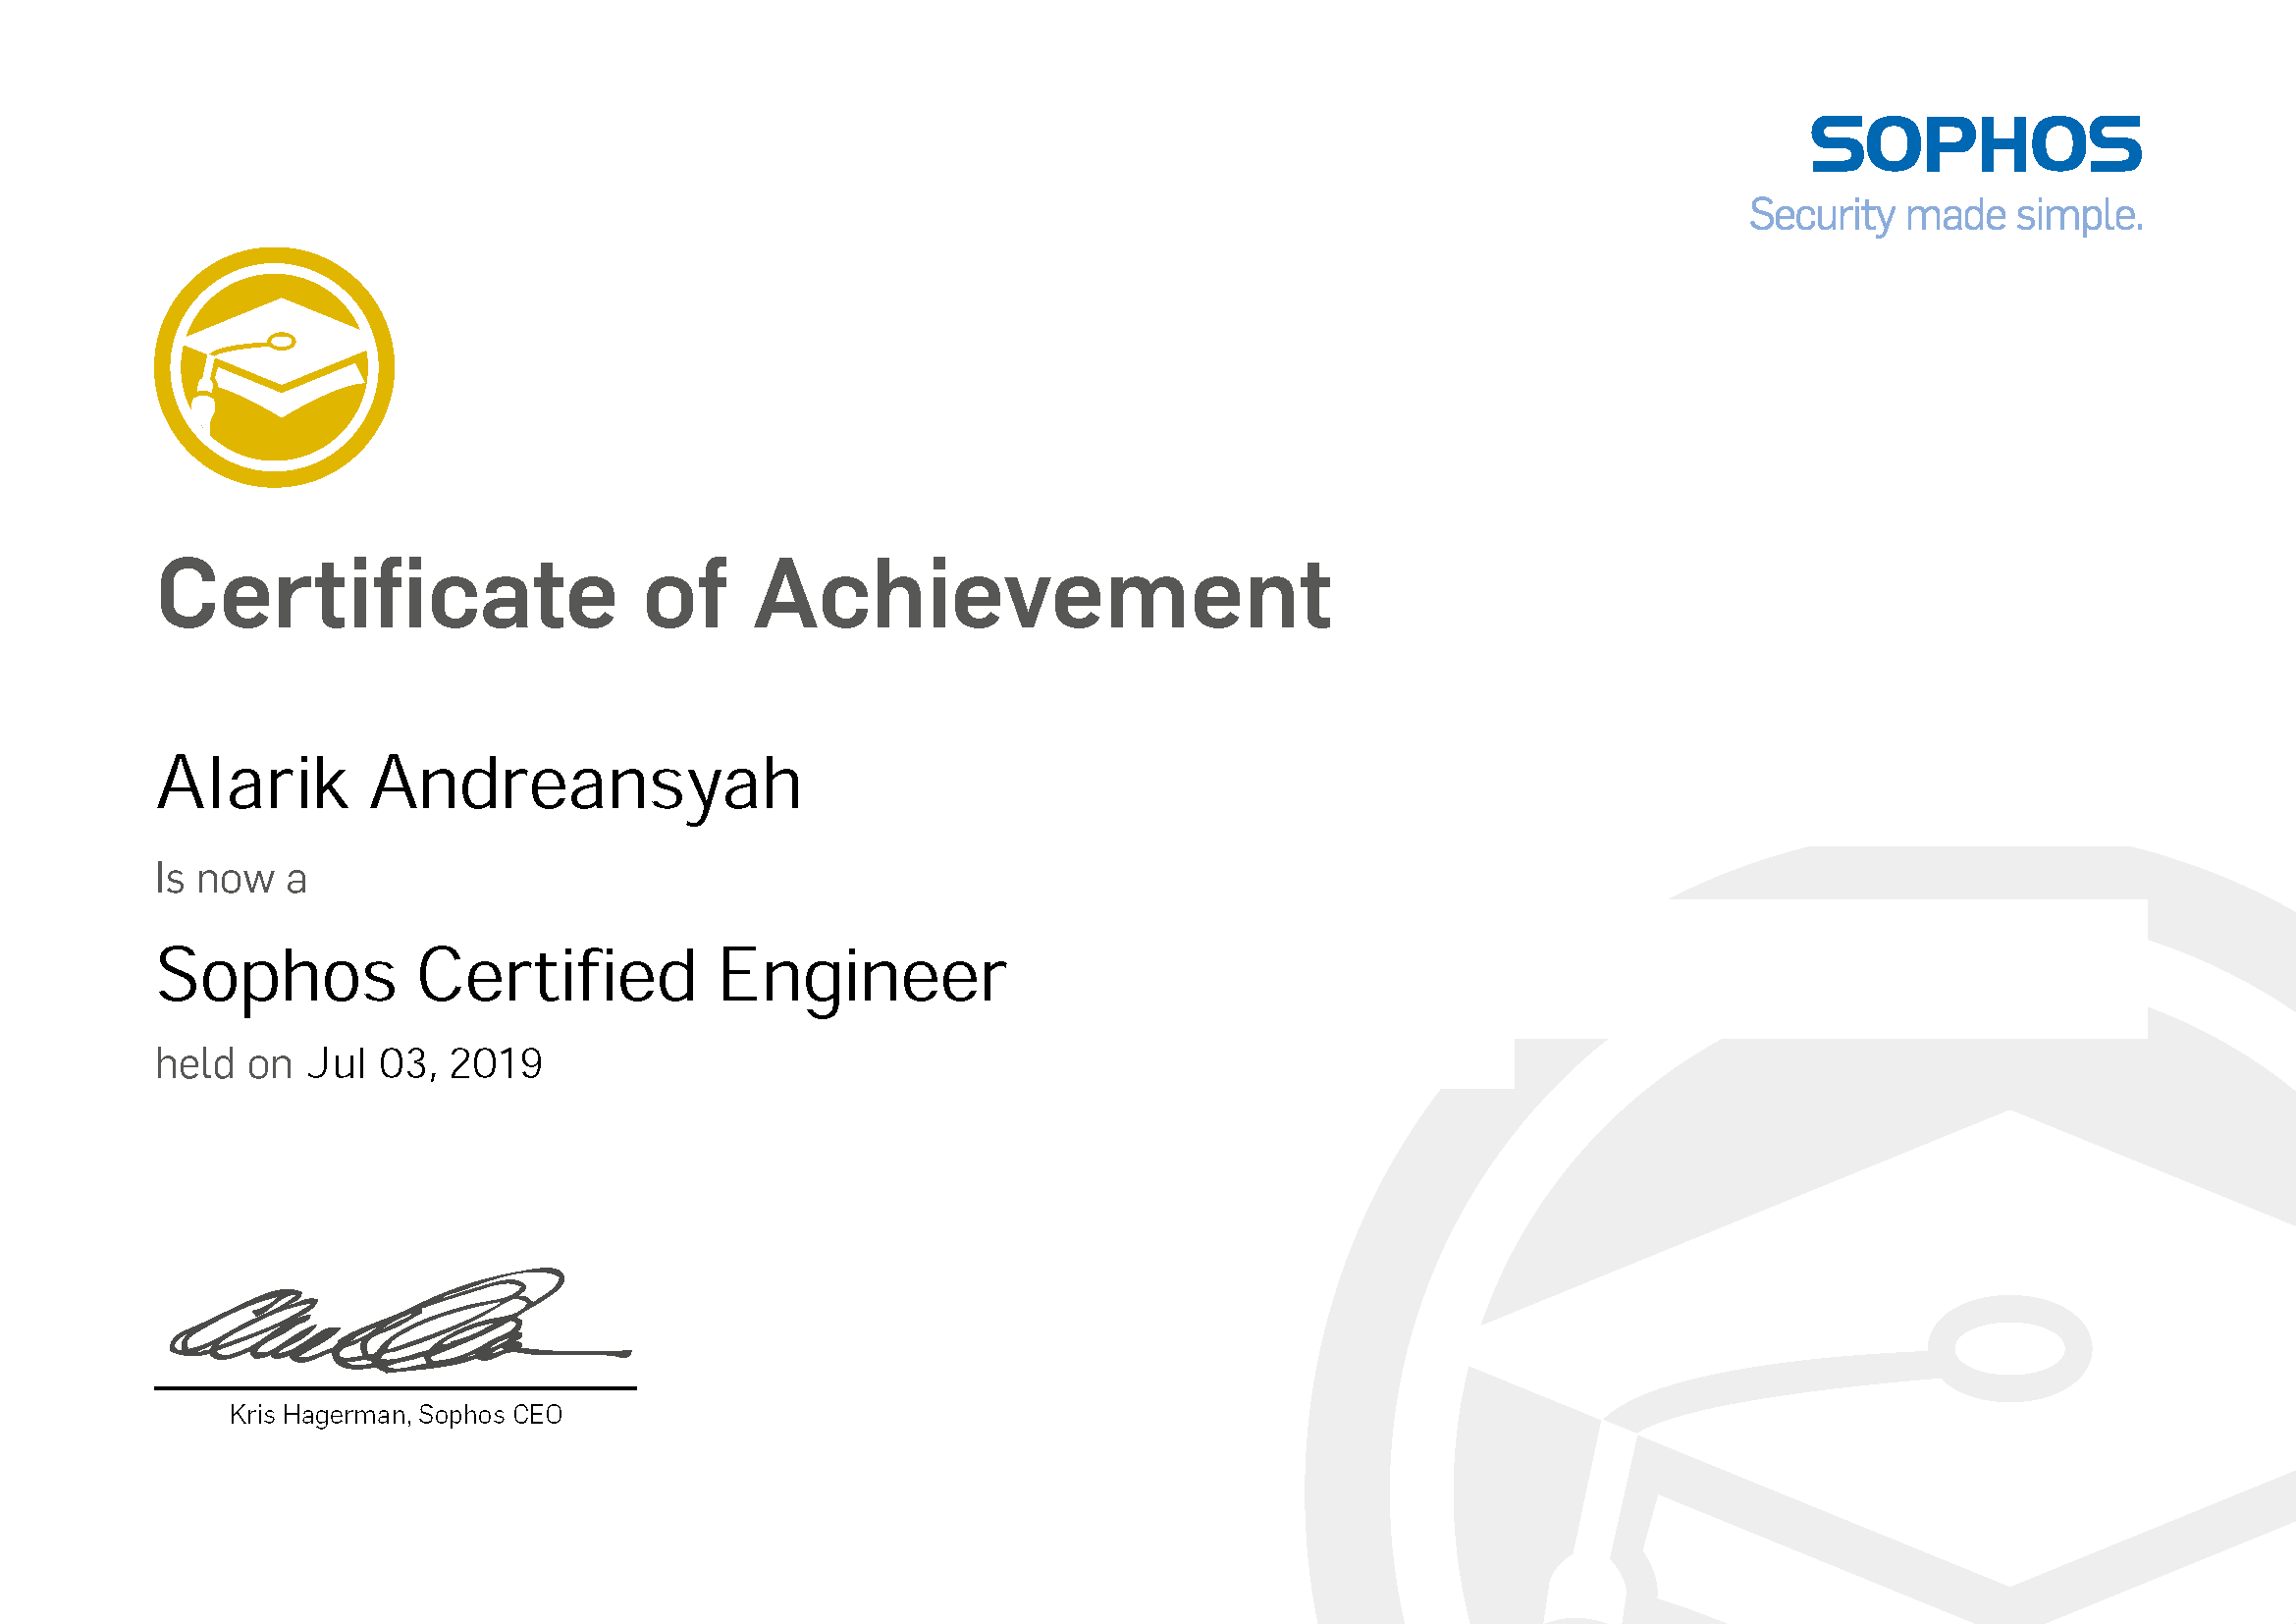 SOPHOS
Security made simple.
Certificate of Achievement
Alarik Andreansyah
Is now a
Sophos Certified Engineer
held on Jul 03, 2019
Kris Hagerman, Sophos CEO